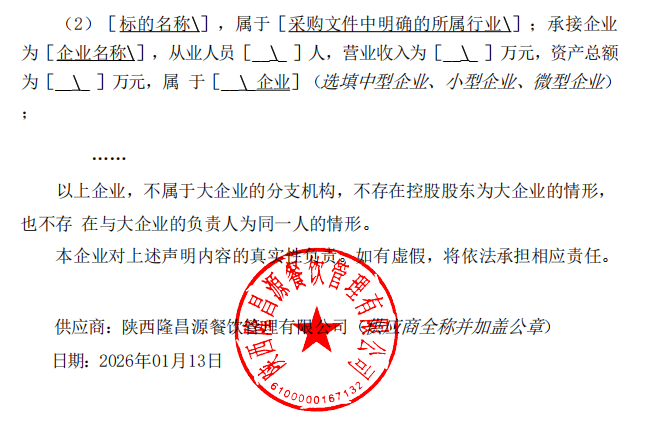 （2）［标的名称\］，属于［采购文件中明确的所属行业\］；承接企业
为［企业名称\］，从业人员［__\_］人，营业收入为［__\_］万元，资产总额
为［__\_］万元，属 于［__\_企业］（选填中型企业、小型企业、微型企业）
；
……
以上企业，不属于大企业的分支机构，不存在控股股东为大企业的情形，
也不存 在与大企业的负责人为同一人的情形。
本企业对上述声明内容的真实性负责。如有虚假，将依法承担相应责任。
供应商：陕西隆昌源餐饮管理有限公司（供应商全称并加盖公章）
日期：2026年01月13日
陕西隆昌源餐饮管理有限公司
6100000167132